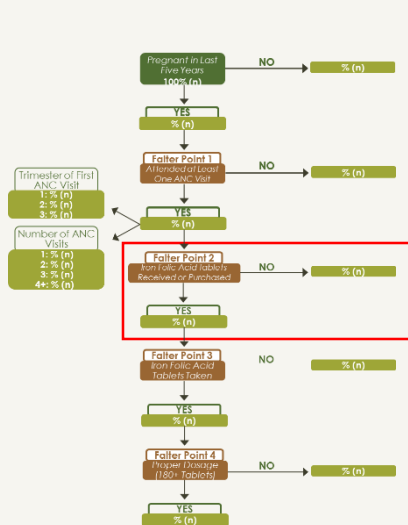 Pregnant in Last
Five Years
100% (n)
NO
% (n)
YES
% (n)
Falter Point 1
Attended at Least
One ANC Visit
NO
% (n)
Trimester of First
ANC Visit
1: % (n)
2: % (n)
3: % (n)
YES
% (n)
Number of ANC
Visits
1: % (n)
2: % (n)
3: % (n)
4+: % (n)
Falter Point 2
Iron Folic Acid Tablets
Received or Purchased
NO
% (n)
YES
% (n)
Falter Point 3
Iron Folic Acid
Tablets Taken
NO
% (n)
YES
% (n)
Falter Point 4
Proper Dosage
(180+ Tablets)
NO
% (n)
YES
% (n)